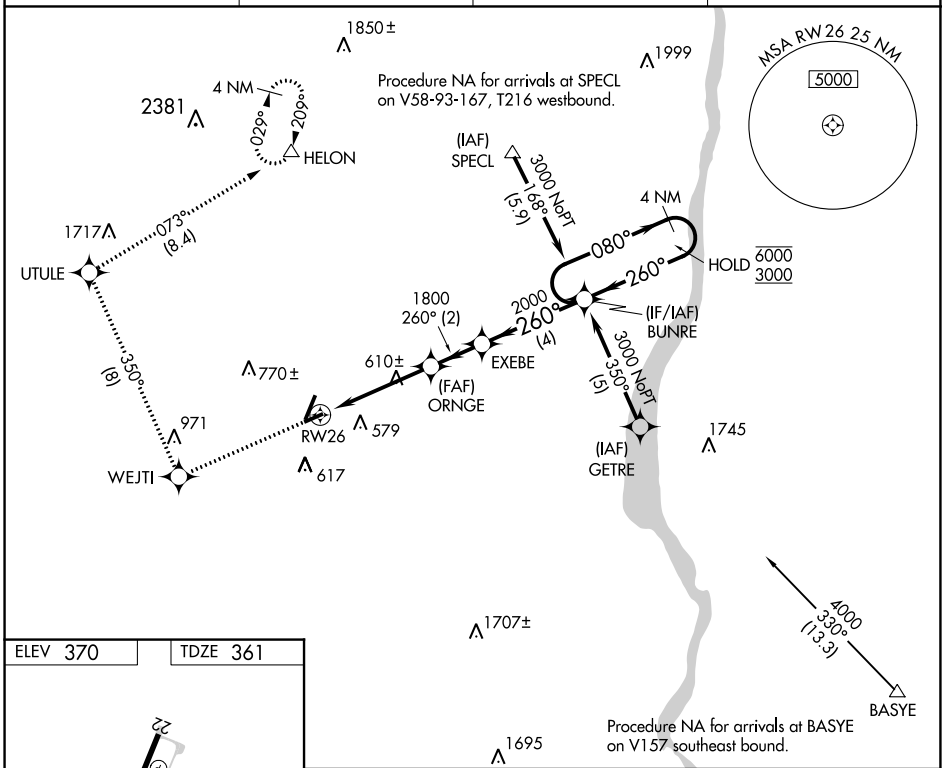 1850 ±
1999
MSA RW26 25 NM
5000
4 NM
Procedure NA for arrivals at SPECL
on V58-93-167, T216 westbound.
2381
029°
209°
HELON
(IAF)
SPECL
3000 NoPT
168°
(5.9)
4 NM
080°
260°
HOLD
6000
3000
1717
073°
(8.4)
UTULE
1800
260° (2)
2000
260°
(4)
(IF/IAF)
BUNRE
EXEBE
350°
(8)
770 ±
610 ±
(FAF)
ORNGE
3000 NoPT
350°
(5)
RW26
579
971
617
WEJTI
(IAF)
GETRE
1745
1707 ±
4000
330°
(13.3)
BASYE
ELEV 370
TDZE 361
22
1695
Procedure NA for arrivals at BASYE
on V157 southeast bound.